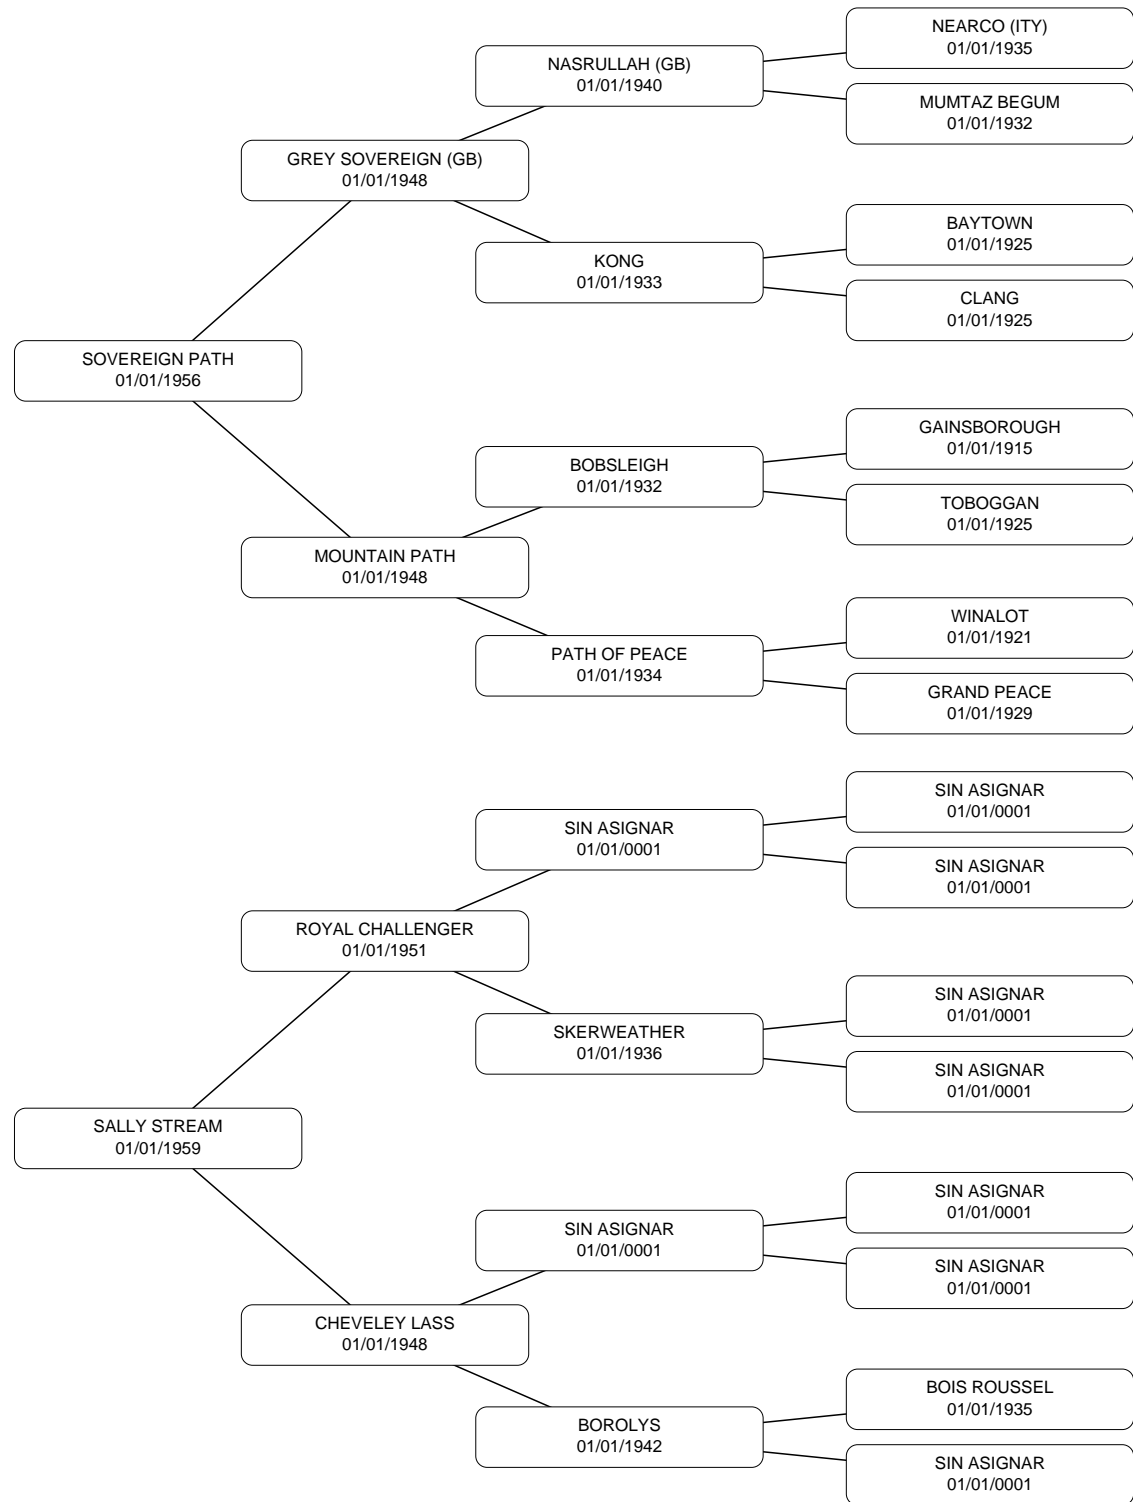 NEARCO (ITY)
01/01/1935
NASRULLAH (GB)
01/01/1940
MUMTAZ BEGUM
01/01/1932
GREY SOVEREIGN (GB)
01/01/1948
BAYTOWN
01/01/1925
KONG
01/01/1933
CLANG
01/01/1925
SOVEREIGN PATH
01/01/1956
GAINSBOROUGH
01/01/1915
BOBSLEIGH
01/01/1932
TOBOGGAN
01/01/1925
MOUNTAIN PATH
01/01/1948
WINALOT
01/01/1921
PATH OF PEACE
01/01/1934
GRAND PEACE
01/01/1929
SIN ASIGNAR
01/01/0001
SIN ASIGNAR
01/01/0001
SIN ASIGNAR
01/01/0001
ROYAL CHALLENGER
01/01/1951
SIN ASIGNAR
01/01/0001
SKERWEATHER
01/01/1936
SIN ASIGNAR
01/01/0001
SALLY STREAM
01/01/1959
SIN ASIGNAR
01/01/0001
SIN ASIGNAR
01/01/0001
SIN ASIGNAR
01/01/0001
CHEVELEY LASS
01/01/1948
BOIS ROUSSEL
01/01/1935
BOROLYS
01/01/1942
SIN ASIGNAR
01/01/0001